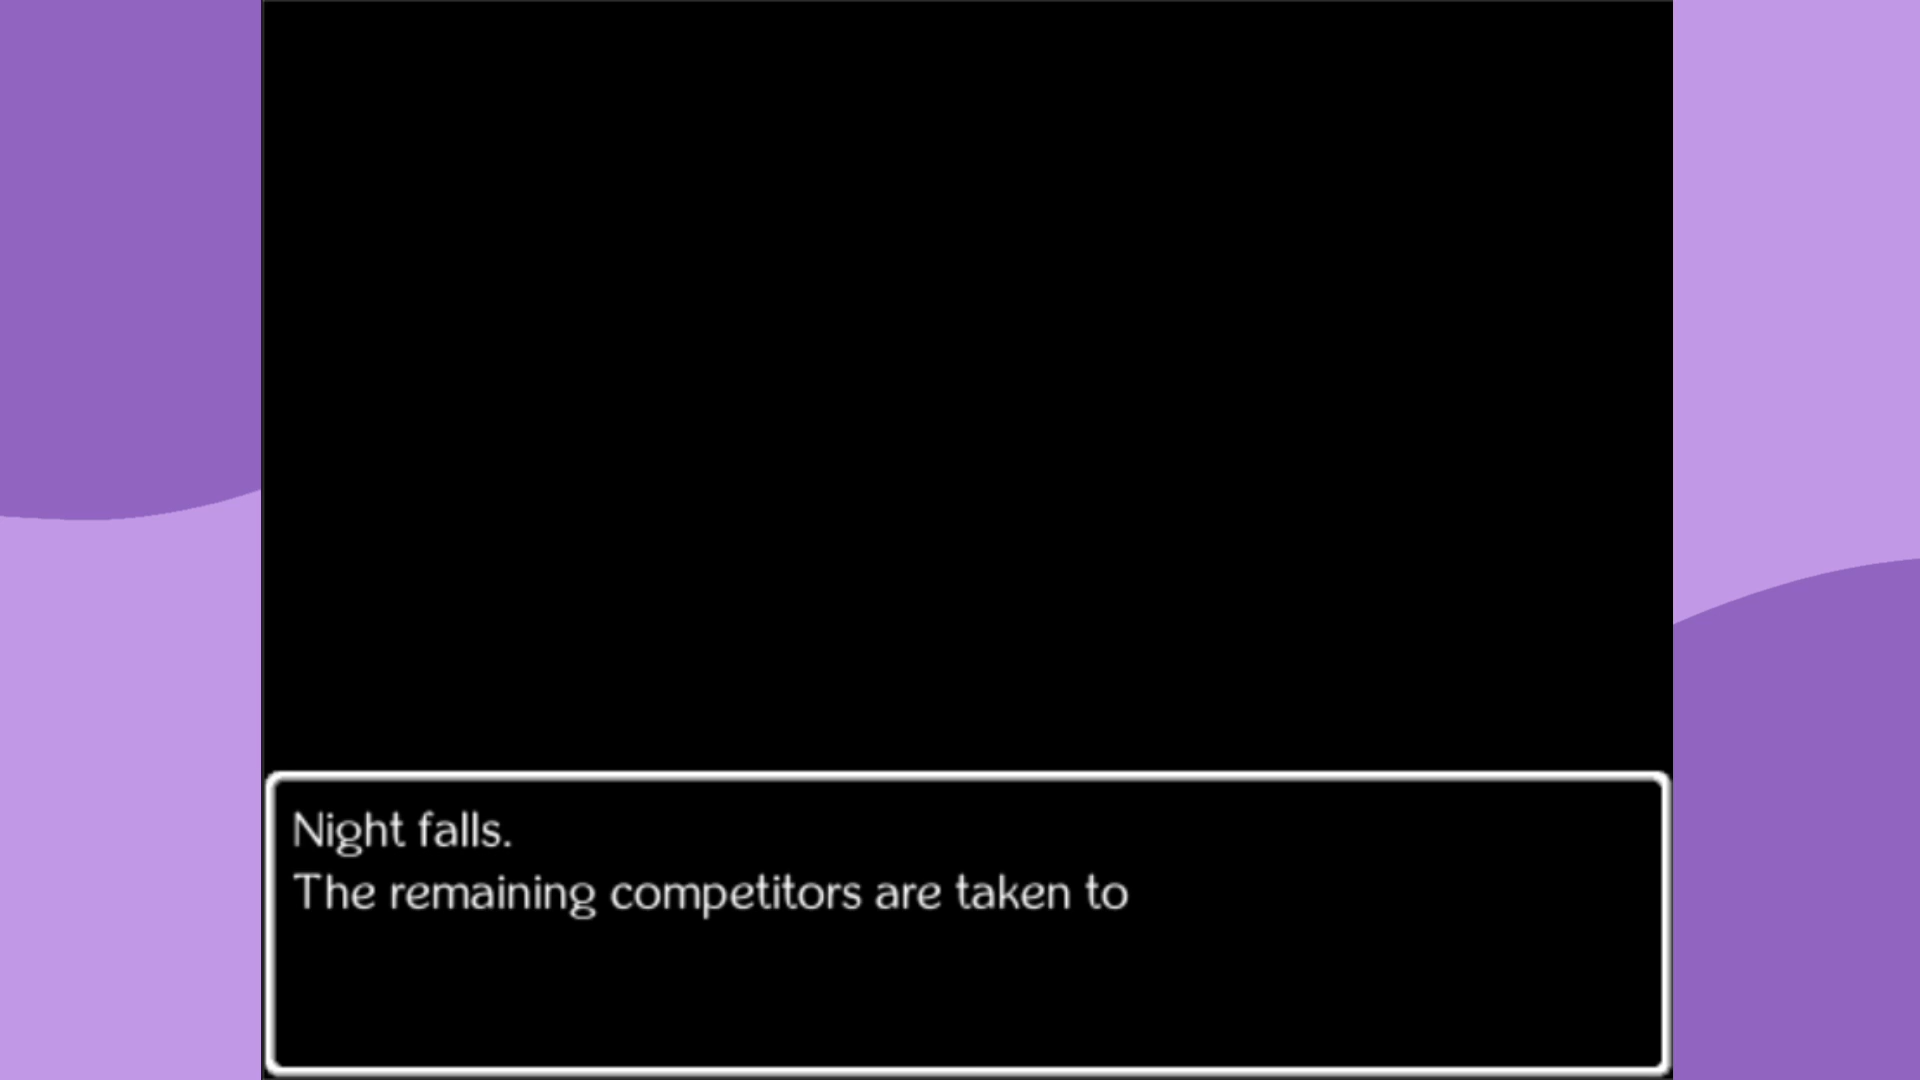 Night falls.
The remaining competitors are taken to